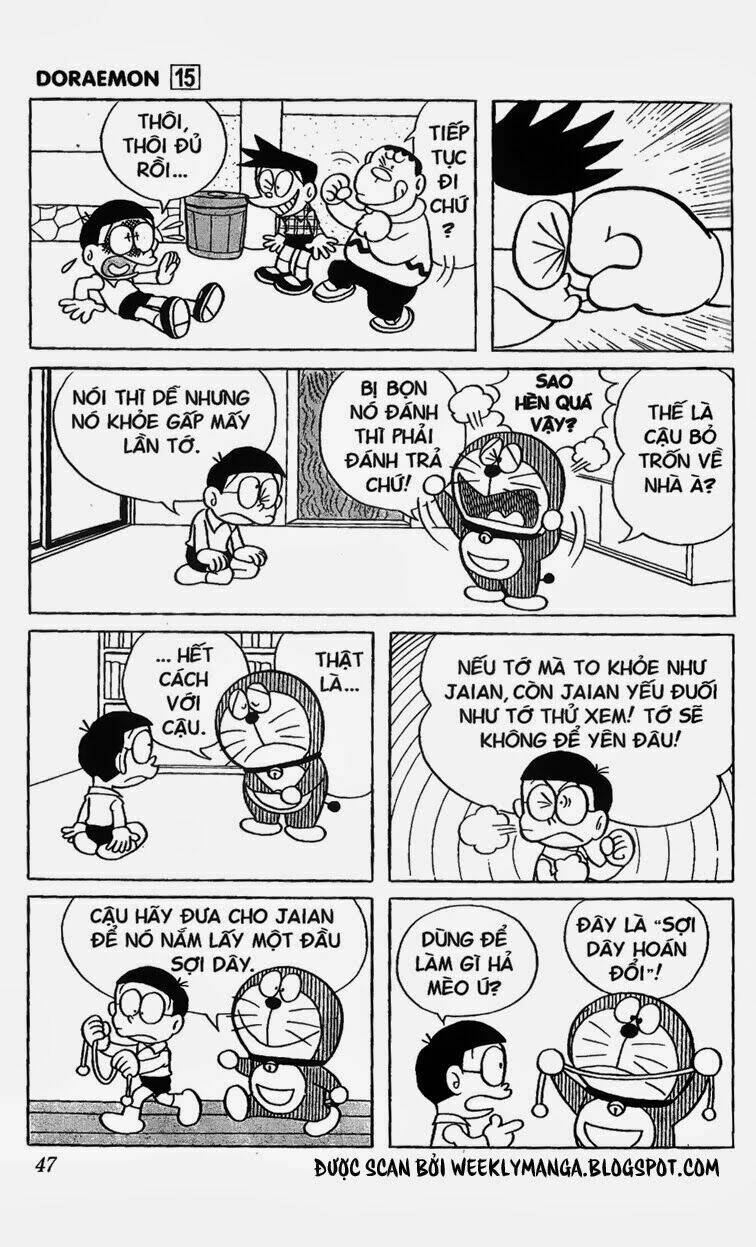 DORAEMON 15
TIẾP
TỤC
ĐI
CHỨ
?
THÔI,
THÔI ĐỦ
RỒI...
THẾ LÀ
CẬU BỎ
TRỐN VỀ
NHÀ À?
SAO
HÈN QUÁ
VẬY?
BỊ BỌN
NÓ ĐÁNH
THÌ PHẢI
ĐÁNH TRẢ
CHỨ!
NÓI THÌ DỄ NHƯNG
NÓ KHỎE GẤP MẤY
LẦN TỚ.
NẾU TỚ MÀ TO KHỎE NHƯ
JAIAN, CÒN JAIAN YẾU ĐUỐI
NHƯ TỚ THỬ XEM! TỚ SẼ
KHÔNG ĐỂ YÊN ĐÂU!
THẬT
LÀ...
... HẾT
CÁCH
VỚI
CẬU.
ĐÂY LÀ “SỢI
DÂY HOÁN
ĐỔI”!
DÙNG ĐỂ
LÀM GÌ HẢ
MÈO Ú?
CẬU HÃY ĐƯA CHO JAIAN
ĐỂ NÓ NẮM LẤY MỘT ĐẦU
SỢI DÂY.
47
ĐƯỢC SCAN BỞI WEEKLYMANGA.BLOGSPOT.COM